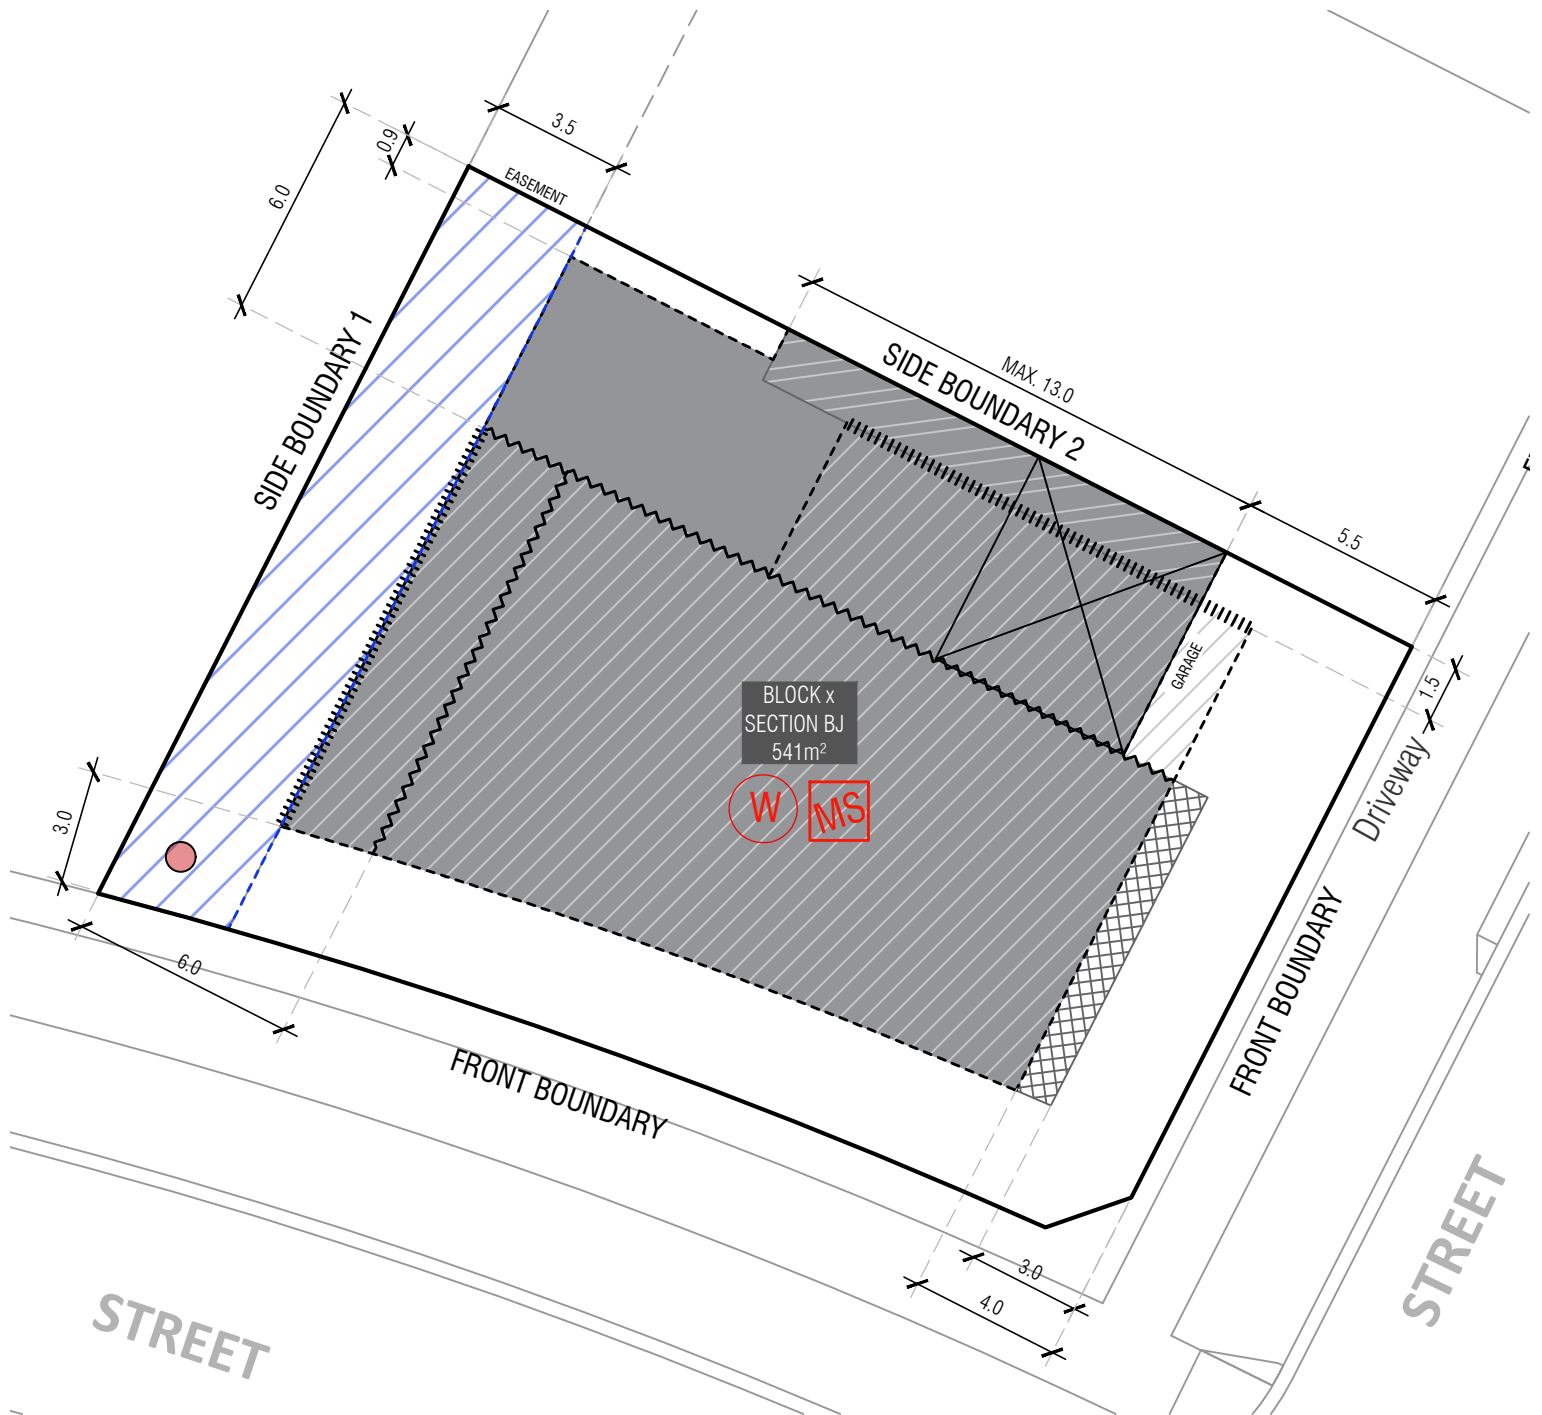 3.5
0.9
6.0
EASEMENT
SIDE BOUNDARY 1
MAX. 13.0
SIDE BOUNDARY 2
5.5
1.5
GARAGE
BLOCK x
SECTION BJ
541m²
W
MS
Driveway
3.0
6.0
FRONT BOUNDARY
FRONT BOUNDARY
3.0
4.0
STREET
STREET